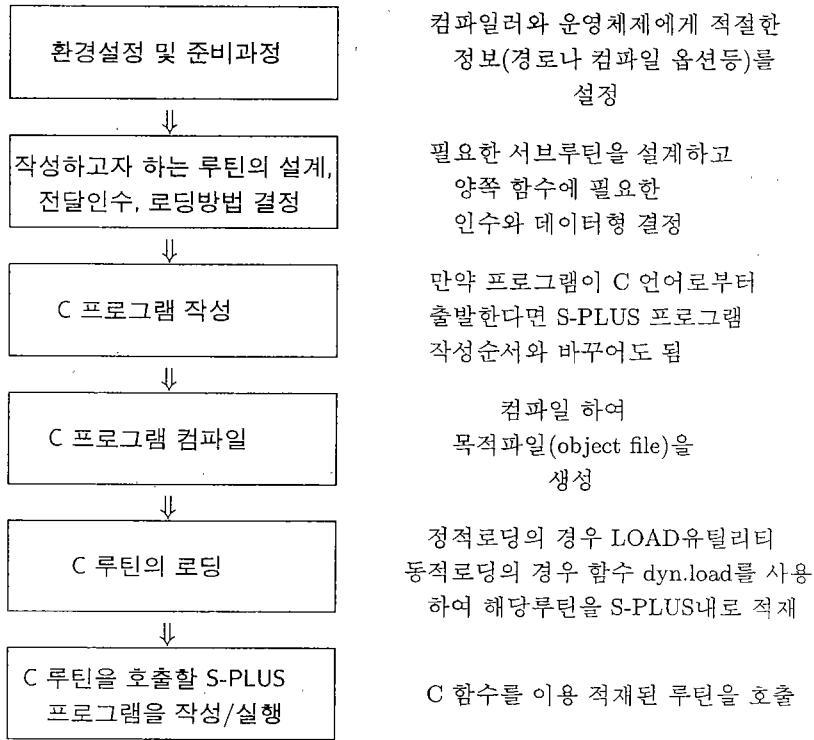 환경설정 및 준비과정
컴파일러와 운영체제에게 적절한
정보(경로나 컴파일 옵션등)를
설정
⇓
작성하고자 하는 루틴의 설계,
전달인수, 로딩방법 결정
필요한 서브루틴을 설계하고
양쪽 함수에 필요한
인수와 데이터형 결정
⇓
C 프로그램 작성
만약 프로그램이 C 언어로부터
출발한다면 S-PLUS 프로그램
작성순서와 바꾸어도 됨
⇓
C 프로그램 컴파일
컴파일 하여
목적파일(object file)을
생성
⇓
C 루틴의 로딩
정적로딩의 경우 LOAD유틸리티
동적로딩의 경우 함수 dyn.load를 사용
하여 해당루틴을 S-PLUS내로 적재
⇓
C 루틴을 호출할 S-PLUS
프로그램을 작성/실행
C 함수를 이용 적재된 루틴을 호출